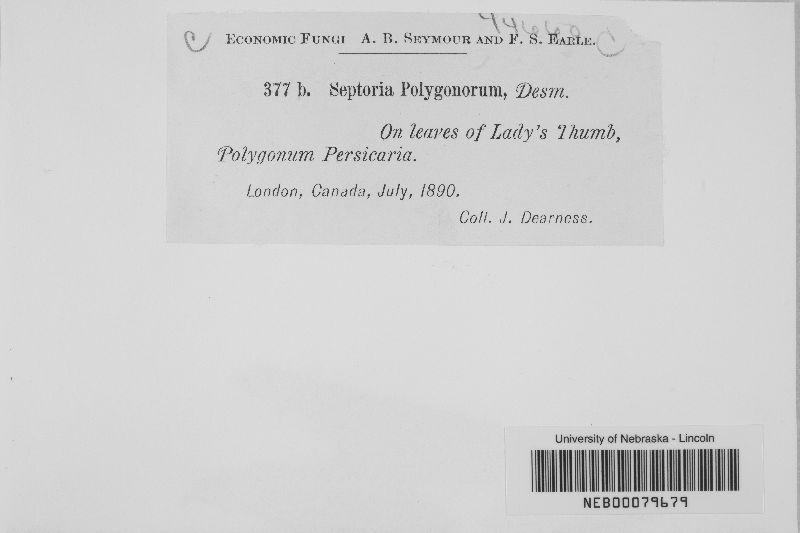 Economic Fungi A. B. Seymour and F. S. Earle.
377 b. Septoria Polygonorum, Desm.
On leaves of Lady's Thumb,
Polygonum Persicaria.
London, Canada, July, 1890.
Coll. J. Dearness.
University of Nebraska - Lincoln
NEB00079679